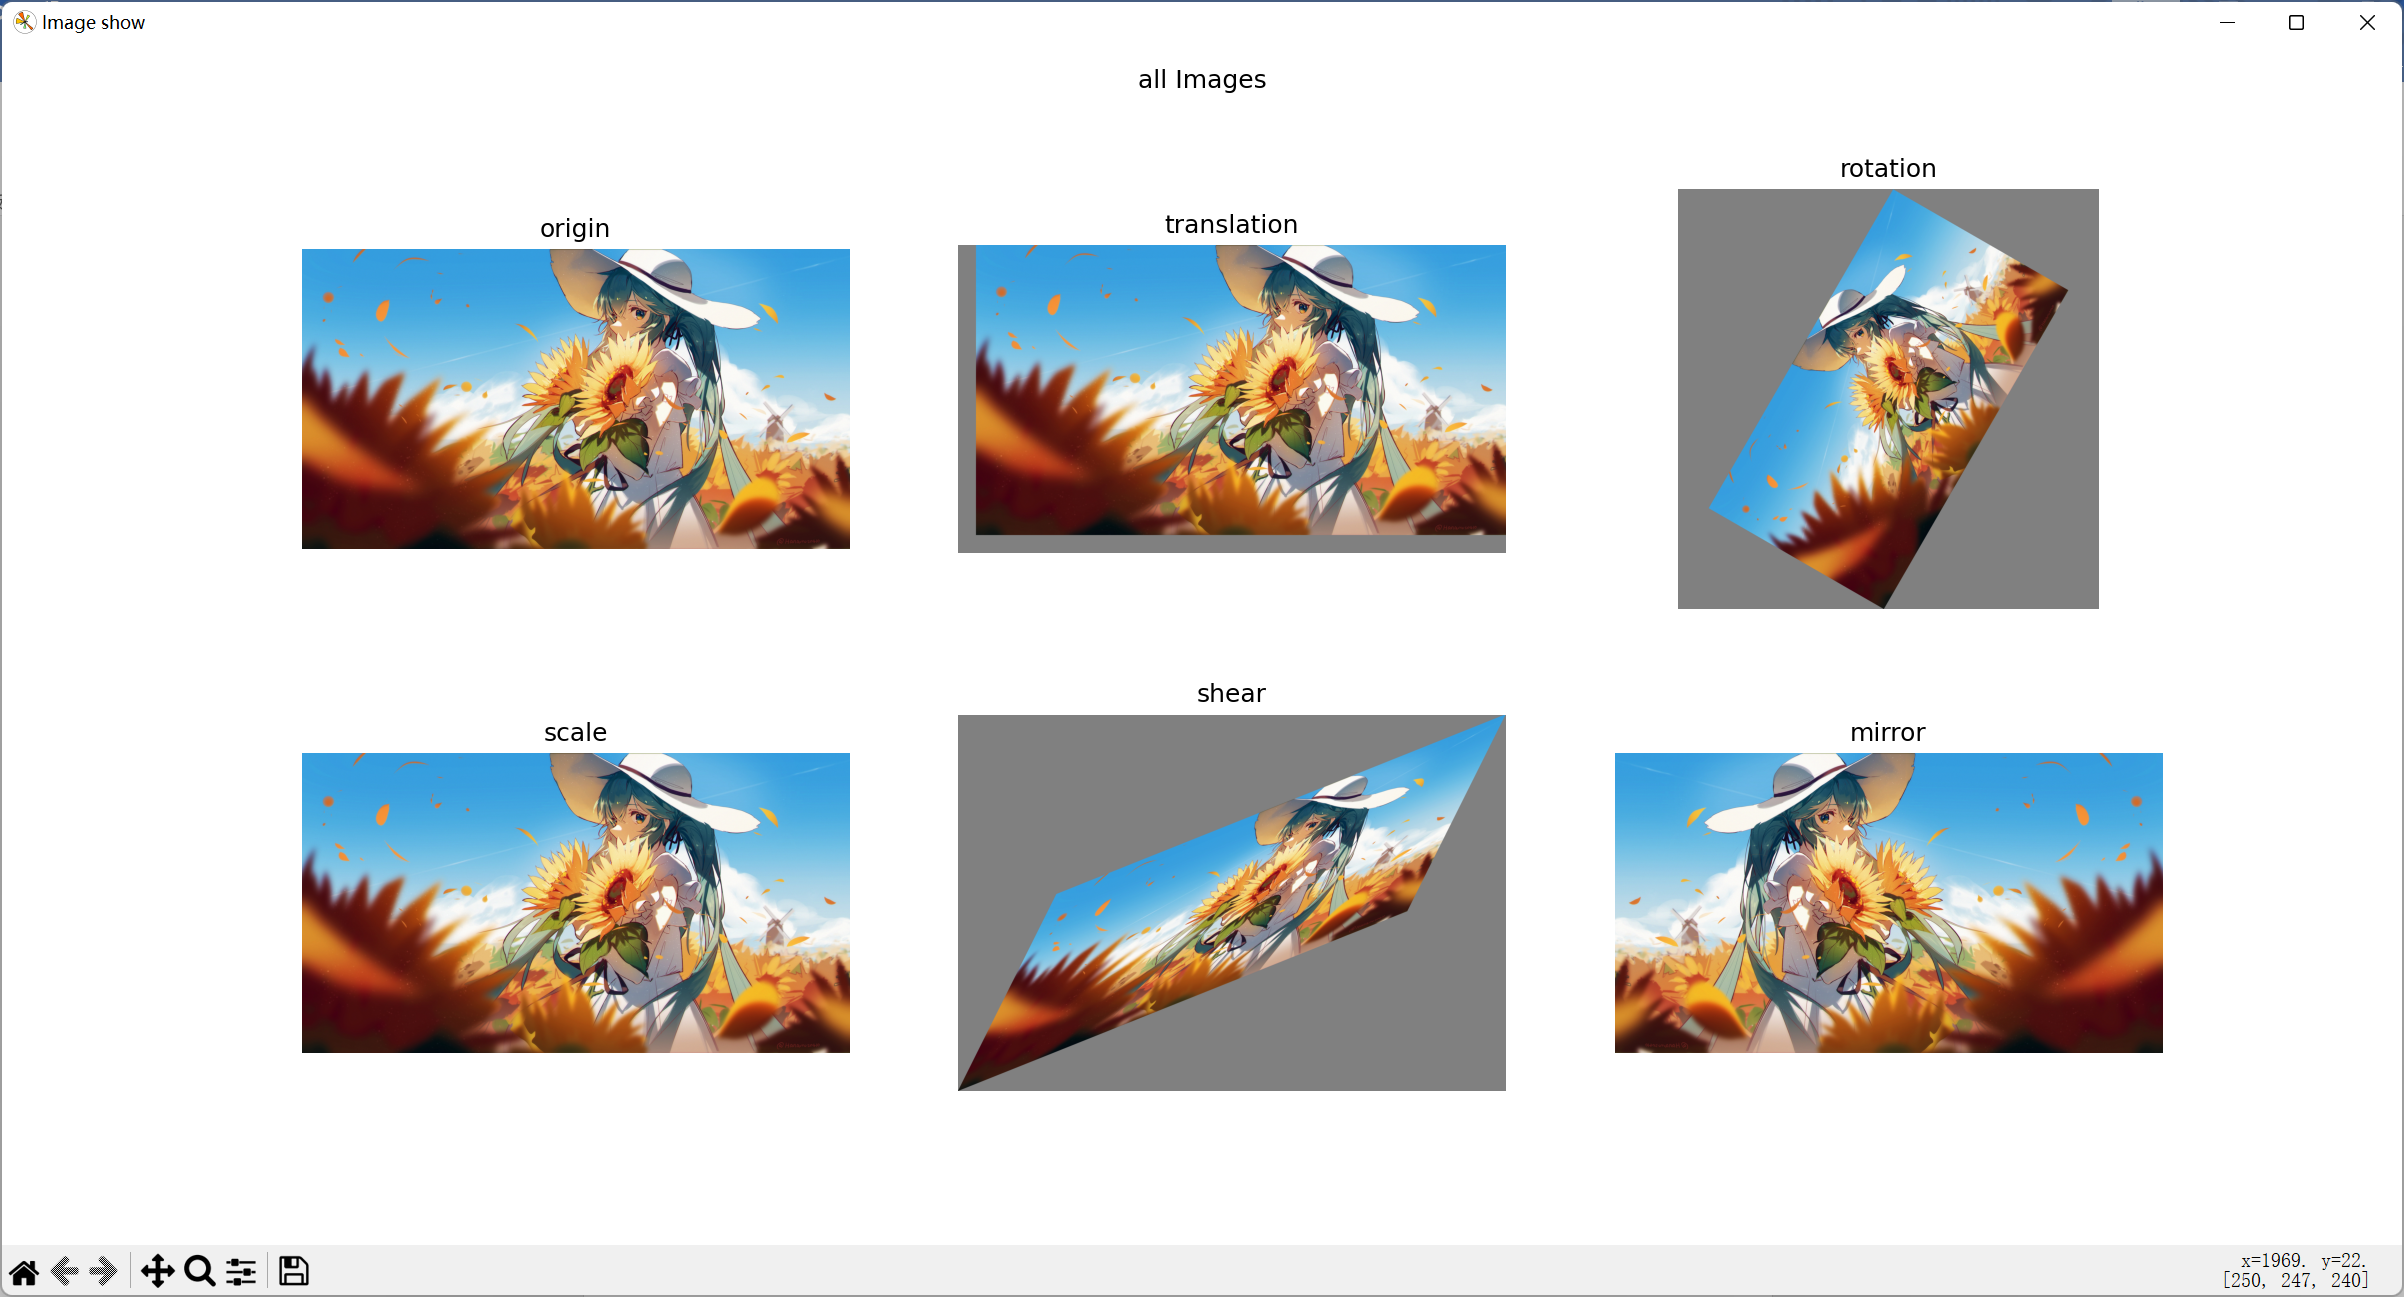 Image show
all Images
origin
translation
rotation
scale
shear
mirror
x=1969. y=22.
[250, 247, 240]